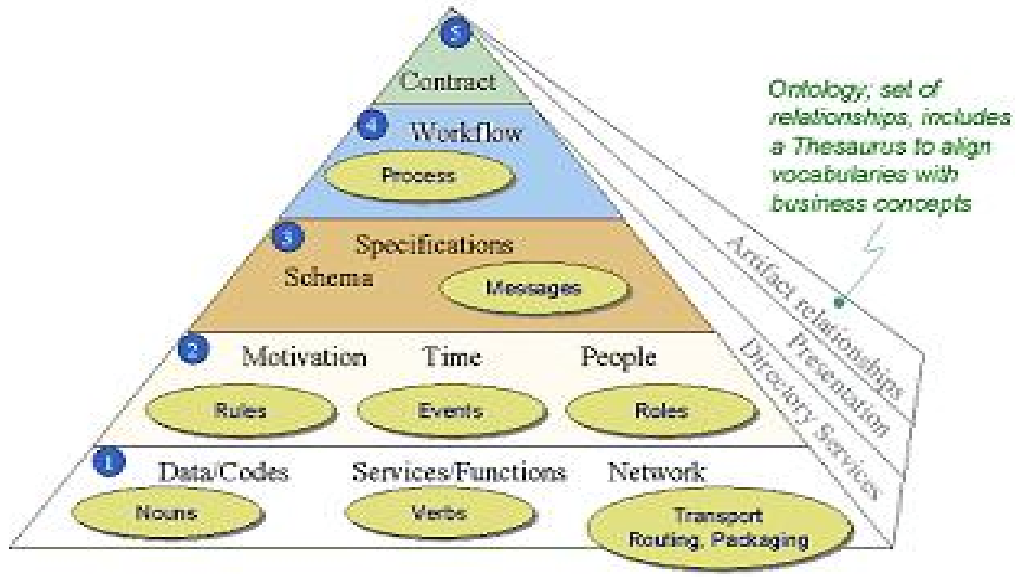 5
Contract
Ontology; set of
relationships, includes
a Thesaurus to align
vocabularies with
business concepts
4
Workflow
Process
3
Specifications
Schema
Messages
Artifact relationships
Presentation
Directory Services
2
Motivation Time People
Rules Events Roles
1
Data/Codes Services/Functions Network
Nouns Verbs Transport
Routing, Packaging